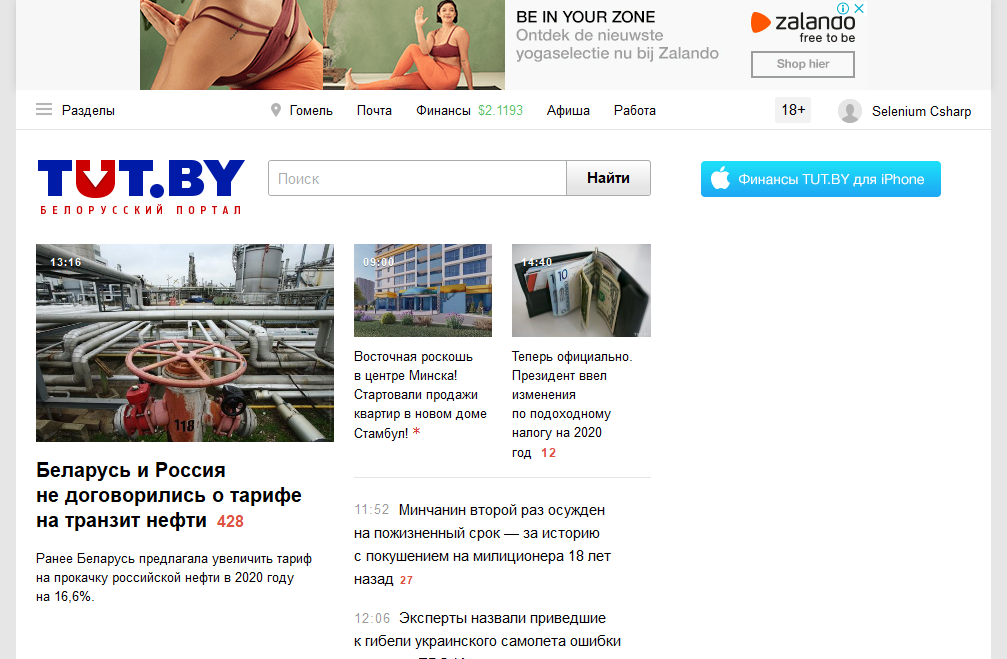 BE IN YOUR ZONE
Ontdek de nieuwste
yogaselectie nu bij Zalando
zalando
free to be
Shop hier
Разделы
Гомель
Почта
Финансы $2.1193
Афиша
Работа
18+
Selenium Csharp
TUT.BY
БЕЛОРУССКИЙ ПОРТАЛ
Поиск
Найти
Финансы TUT.BY для iPhone
13:16
118
Беларусь и Россия
не договорились о тарифе
на транзит нефти 428
Ранее Беларусь предлагала увеличить тариф
на прокачку российской нефти в 2020 году
на 16,6%.
09:00
Восточная роскошь
в центре Минска!
Стартовали продажи
квартир в новом доме
Стамбул! *
14:40
10
Теперь официально.
Президент ввел
изменения
по подоходному
налогу на 2020
год 12
11:52 Минчанин второй раз осужден
на пожизненный срок — за историю
с покушением на милиционера 18 лет
назад 27
12:06 Эксперты назвали приведшие
к гибели украинского самолета ошибки